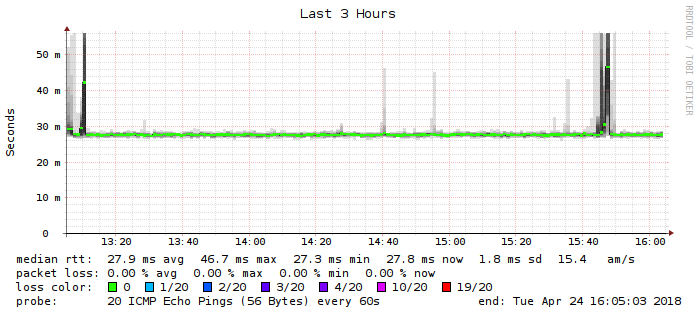 Last 3 Hours
RRDTOOL / TOBI OETIKER
Seconds
50 m
40 m
30 m
20 m
10 m
0
13:20 13:40 14:00 14:20 14:40 15:00 15:20 15:40 16:00
median rtt: 27.9 ms avg 46.7 ms max 27.3 ms min 27.8 ms now 1.8 ms sd 15.4 am/s
packet loss: 0.00 % avg 0.00 % max 0.00 % min 0.00 % now
loss color: 0 1/20 2/20 3/20 4/20 10/20 19/20
probe: 20 ICMP Echo Pings (56 Bytes) every 60s end: Tue Apr 24 16:05:03 2018